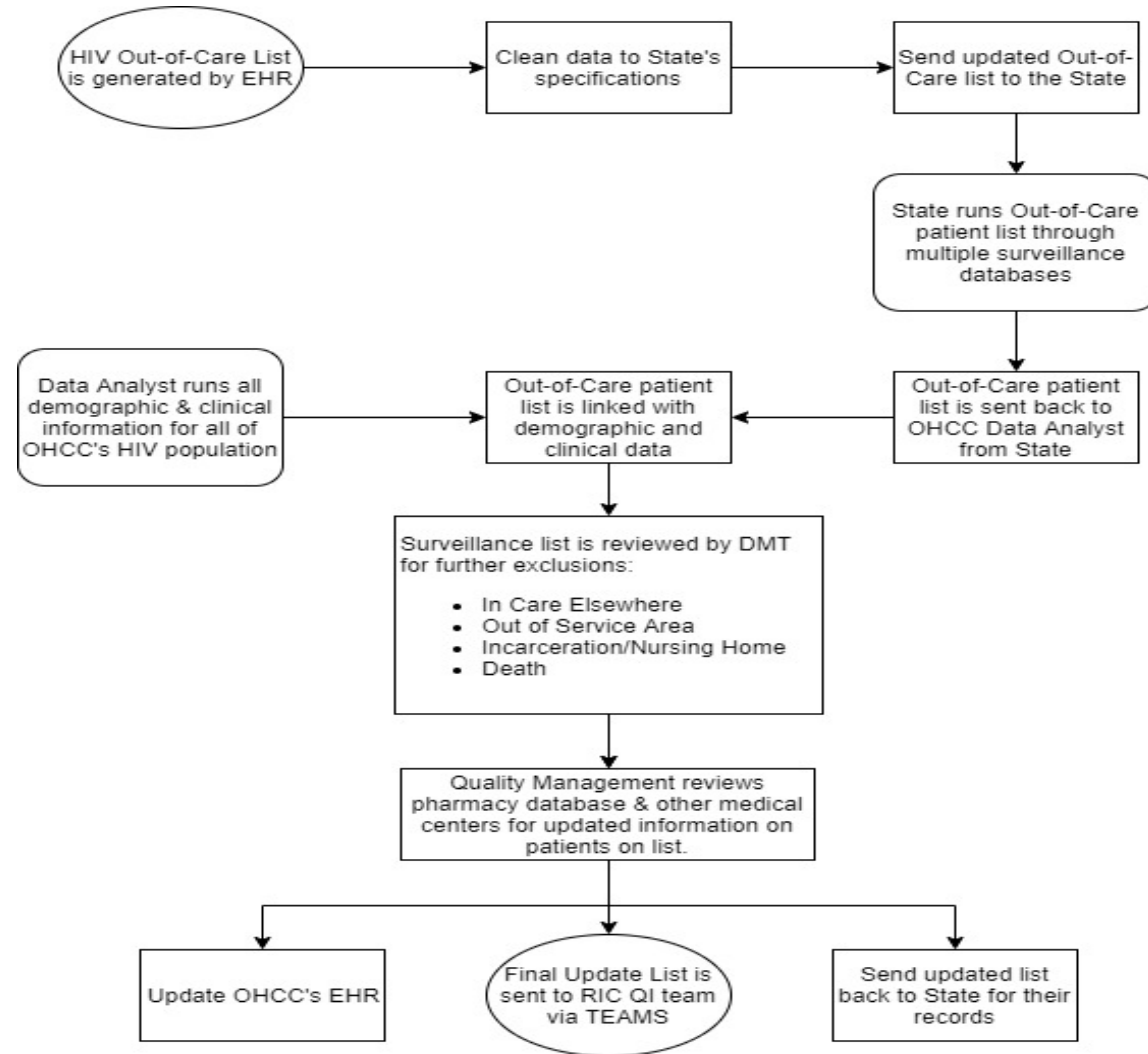 HIV Out-of-Care List
is generated by EHR
Clean data to State's
specifications
Send updated Out-of-
Care list to the State
State runs Out-of-Care
patient list through
multiple surveillance
databases
Data Analyst runs all
demographic & clinical
information for all of
OHCC's HIV population
Out-of-Care patient
list is linked with
demographic and
clinical data
Out-of-Care patient
list is sent back to
OHCC Data Analyst
from State
Surveillance list is reviewed by DMT
for further exclusions:
• In Care Elsewhere
• Out of Service Area
• Incarceration/Nursing Home
• Death
Quality Management reviews
pharmacy database & other medical
centers for updated information on
patients on list.
Update OHCC's EHR
Final Update List is
sent to RIC QI team
via TEAMS
Send updated list
back to State for their
records